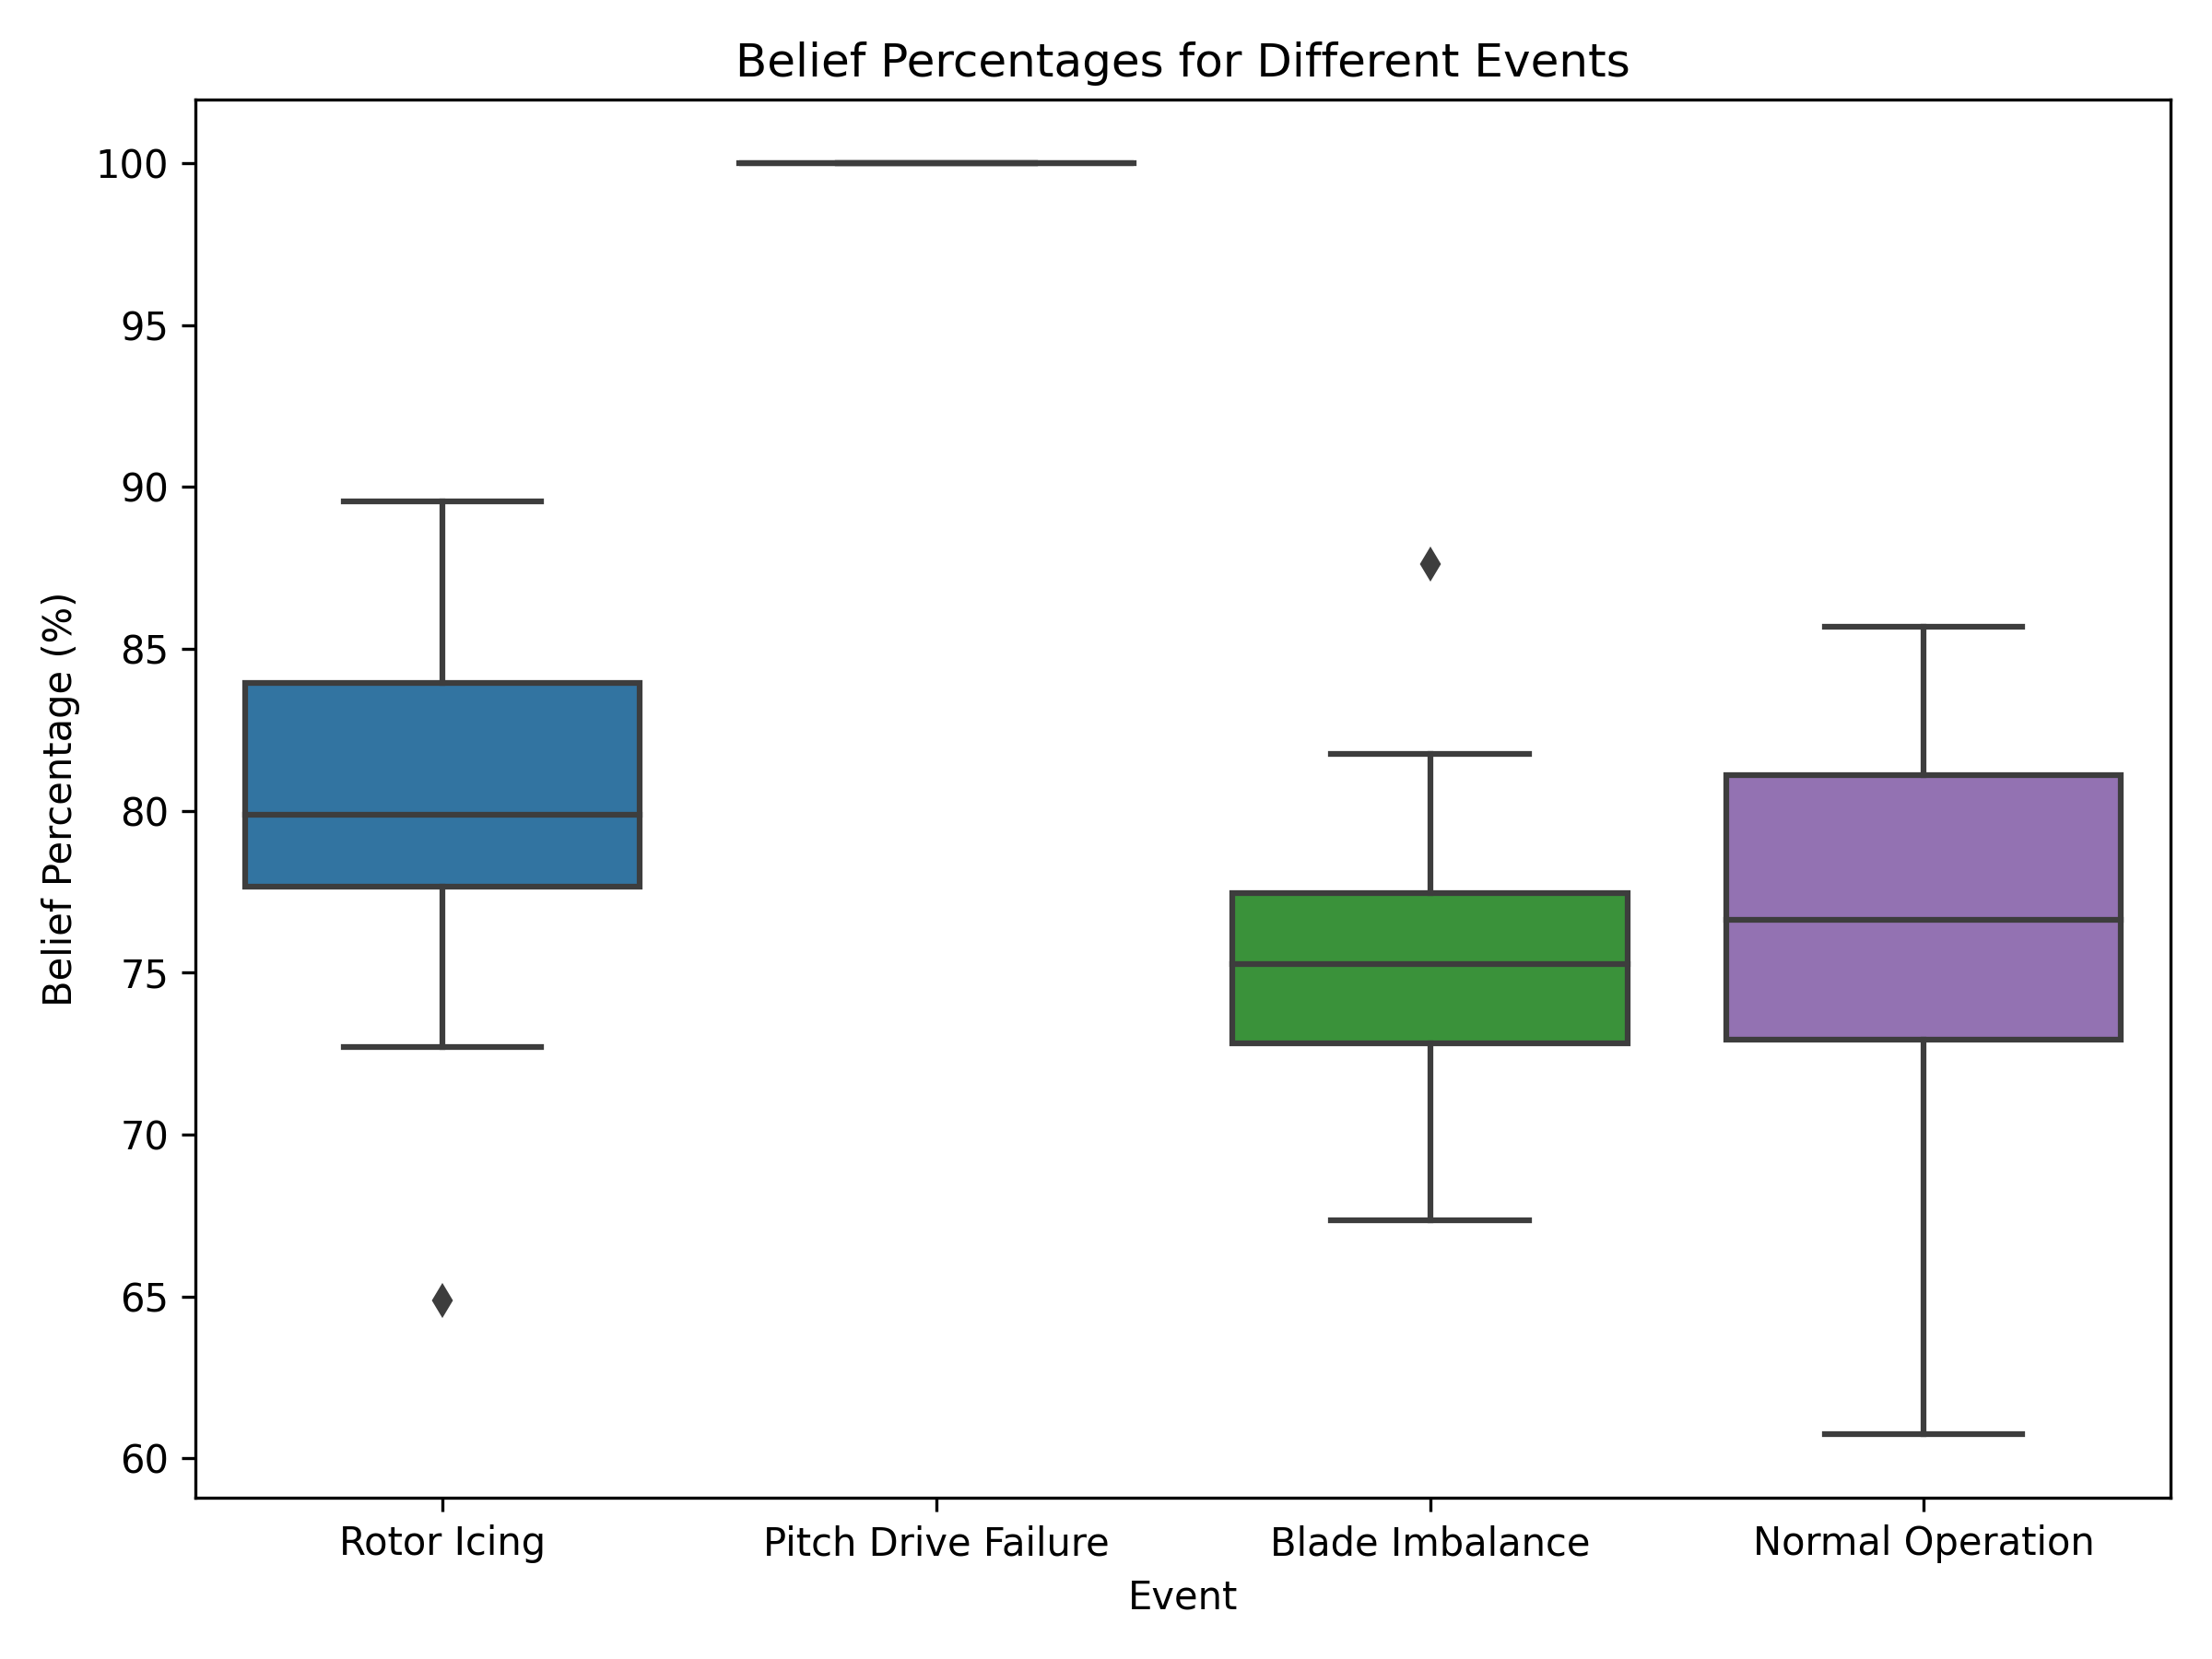 Belief Percentages for Different Events
Belief Percentage (%)
100
95
90
85
80
75
70
65
60
Rotor Icing
Pitch Drive Failure
Blade Imbalance
Normal Operation
Event